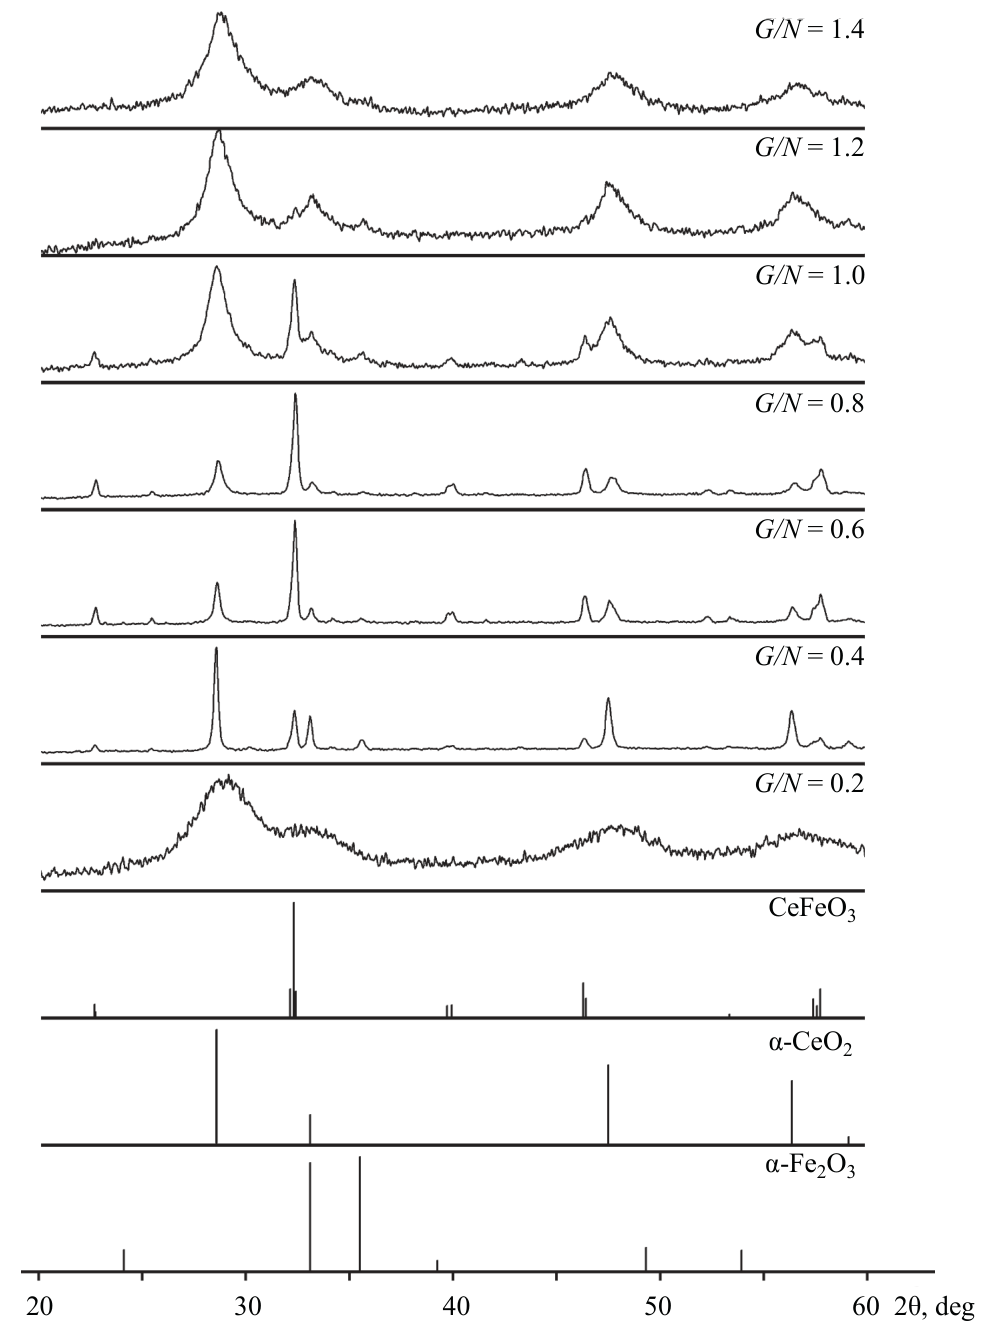 G/N = 1.4
G/N = 1.2
G/N = 1.0
G/N = 0.8
G/N = 0.6
G/N = 0.4
G/N = 0.2
CeFeO₃
α-CeO₂
α-Fe₂O₃
20 30 40 50 60 2θ, deg